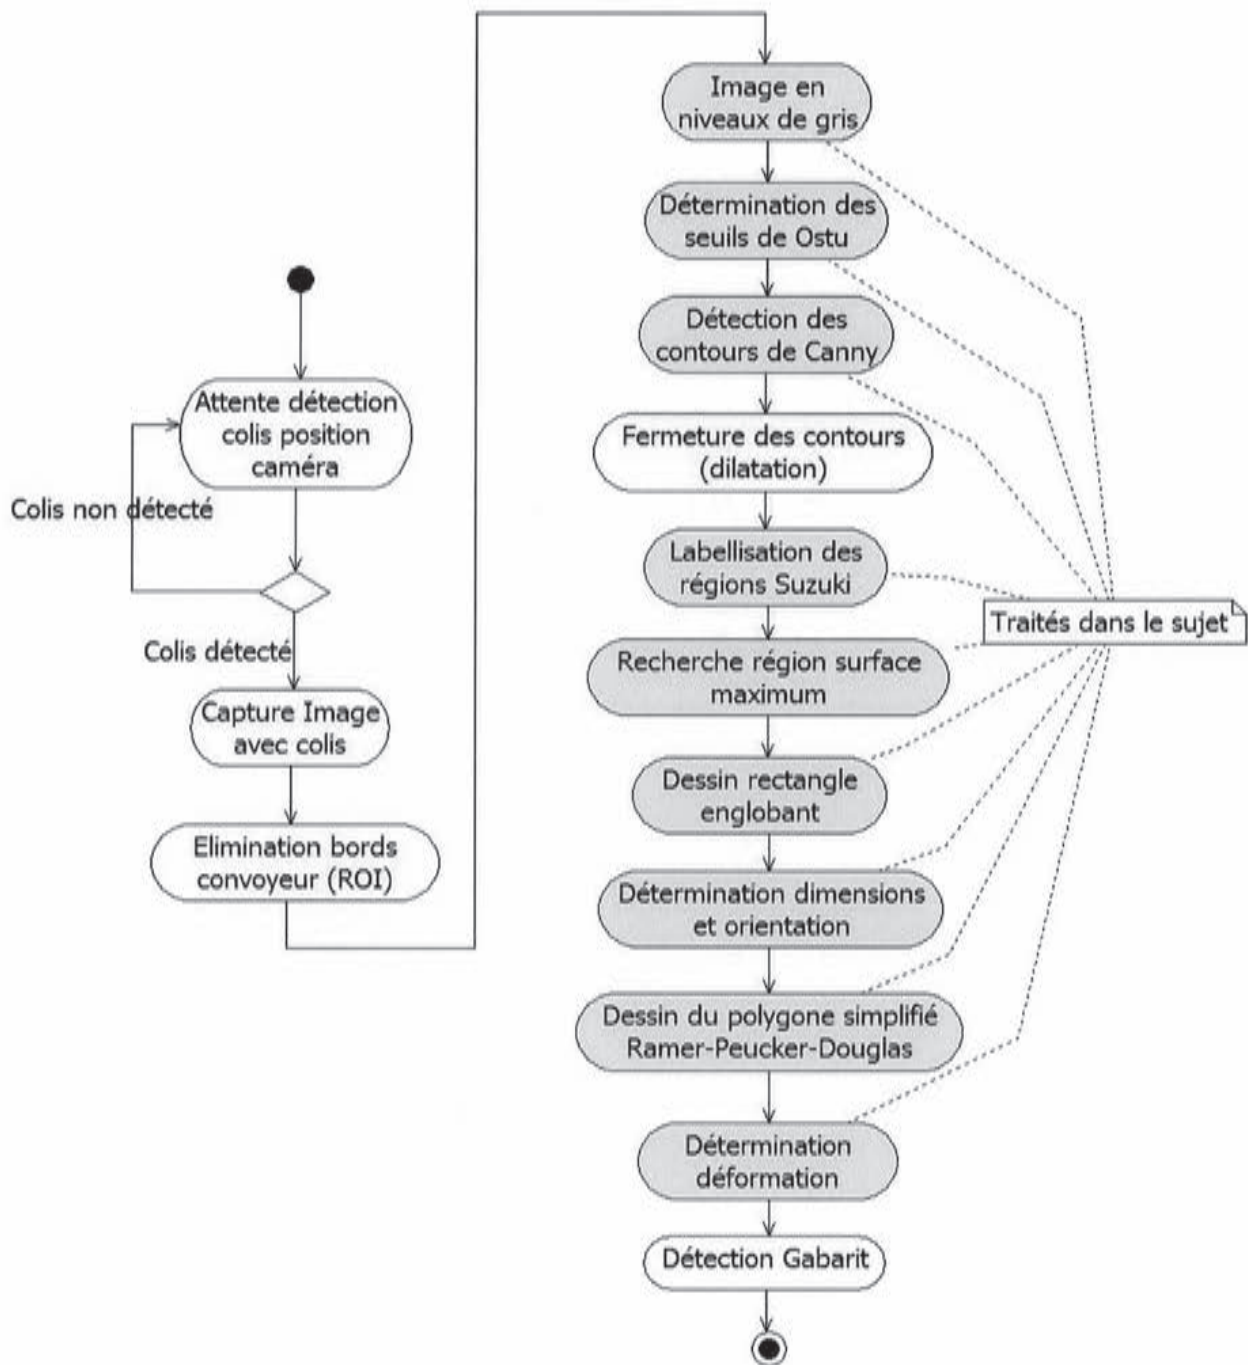 Attente détection
colis position
caméra
Colis non détecté
Colis détecté
Capture Image
avec colis
Elimination bords
convoyeur (ROI)
Image en
niveaux de gris
Détermination des
seuils de Ostu
Détection des
contours de Canny
Fermeture des contours
(dilatation)
Labellisation des
régions Suzuki
Recherche région surface
maximum
Dessin rectangle
englobant
Détermination dimensions
et orientation
Dessin du polygone simplifié
Ramer-Peucker-Douglas
Détermination
déformation
Détection Gabarit
Traités dans le sujet